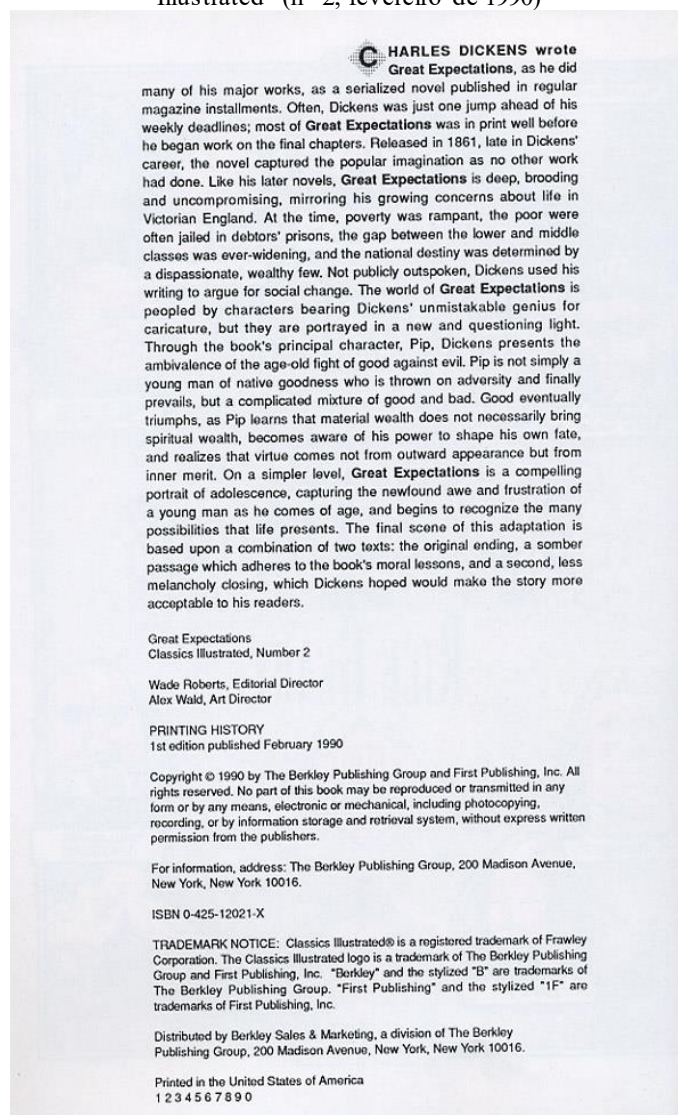 Illustrated" (nº 2, fevereiro de 1990)
CHARLES DICKENS wrote
Great Expectations, as he did
many of his major works, as a serialized novel published in regular
magazine installments. Often, Dickens was just one jump ahead of his
weekly deadlines; most of Great Expectations was in print well before
he began work on the final chapters. Released in 1861, late in Dickens'
career, the novel captured the popular imagination as no other work
had done. Like his later novels, Great Expectations is deep, brooding
and uncompromising, mirroring his growing concerns about life in
Victorian England. At the time, poverty was rampant, the poor were
often jailed in debtors' prisons, the gap between the lower and middle
classes was ever-widening, and the national destiny was determined by
a dispassionate, wealthy few. Not publicly outspoken, Dickens used his
writing to argue for social change. The world of Great Expectations is
peopled by characters bearing Dickens' unmistakable genius for
caricature, but they are portrayed in a new and questioning light.
Through the book's principal character, Pip, Dickens presents the
ambivalence of the age-old fight of good against evil. Pip is not simply a
young man of native goodness who is thrown on adversity and finally
prevails, but a complicated mixture of good and bad. Good eventually
triumphs, as Pip learns that material wealth does not necessarily bring
spiritual wealth, becomes aware of his power to shape his own fate,
and realizes that virtue comes not from outward appearance but from
inner merit. On a simpler level, Great Expectations is a compelling
portrait of adolescence, capturing the newfound awe and frustration of
a young man as he comes of age, and begins to recognize the many
possibilities that life presents. The final scene of this adaptation is
based upon a combination of two texts: the original ending, a somber
passage which adheres to the book's moral lessons, and a second, less
melancholy closing, which Dickens hoped would make the story more
acceptable to his readers.
Great Expectations
Classics Illustrated, Number 2
Wade Roberts, Editorial Director
Alex Wald, Art Director
PRINTING HISTORY
1st edition published February 1990
Copyright © 1990 by The Berkley Publishing Group and First Publishing, Inc. All
rights reserved. No part of this book may be reproduced or transmitted in any
form or by any means, electronic or mechanical, including photocopying,
recording, or by information storage and retrieval system, without express written
permission from the publishers.
For information, address: The Berkley Publishing Group, 200 Madison Avenue,
New York, New York 10016.
ISBN 0-425-12021-X
TRADEMARK NOTICE: Classics Illustrated® is a registered trademark of Frawley
Corporation. The Classics Illustrated logo is a trademark of The Berkley Publishing
Group and First Publishing, Inc. "Berkley" and the stylized "B" are trademarks of
The Berkley Publishing Group. "First Publishing" and the stylized "1F" are
trademarks of First Publishing, Inc.
Distributed by Berkley Sales & Marketing, a division of The Berkley
Publishing Group, 200 Madison Avenue, New York, New York 10016.
Printed in the United States of America
1 2 3 4 5 6 7 8 9 0